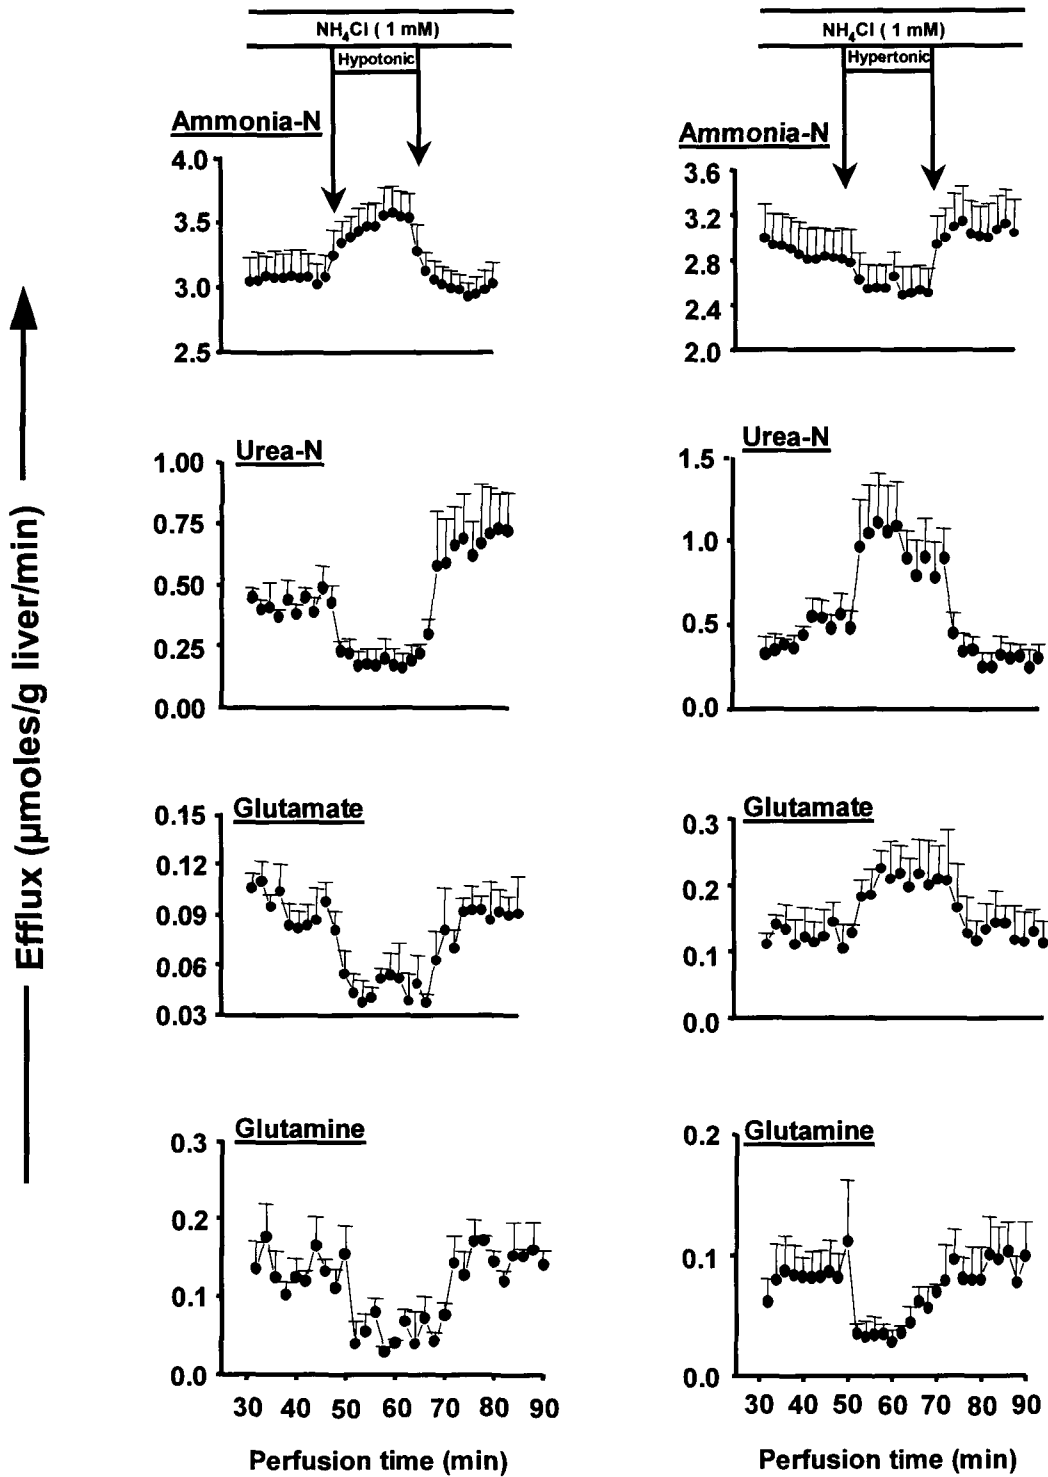 NH4Cl ( 1 mM)
Hypotonic
Ammonia-N
4.0
3.5
3.0
2.5
Urea-N
1.00
0.75
0.50
0.25
0.00
Glutamate
0.15
0.12
0.09
0.06
0.03
Glutamine
0.3
0.2
0.1
0.0
30 40 50 60 70 80 90
Perfusion time (min)
NH4Cl ( 1 mM)
Hypertonic
Ammonia-N
3.6
3.2
2.8
2.4
2.0
Urea-N
1.5
1.0
0.5
0.0
Glutamate
0.3
0.2
0.1
0.0
Glutamine
0.2
0.1
0.0
30 40 50 60 70 80 90
Perfusion time (min)
Efflux (µmoles/g liver/min)